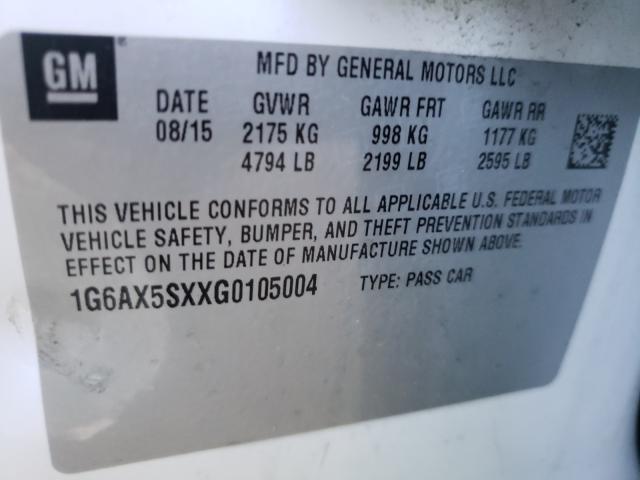 GM
MFD BY GENERAL MOTORS LLC
DATE GVWR GAWR FRT GAWR RR
08/15 2175 KG 998 KG 1177 KG
4794 LB 2199 LB 2595 LB
THIS VEHICLE CONFORMS TO ALL APPLICABLE U.S. FEDERAL MOTOR
VEHICLE SAFETY, BUMPER, AND THEFT PREVENTION STANDARDS IN
EFFECT ON THE DATE OF MANUFACTURE SHOWN ABOVE.
1G6AX5SXXG0105004 TYPE: PASS CAR